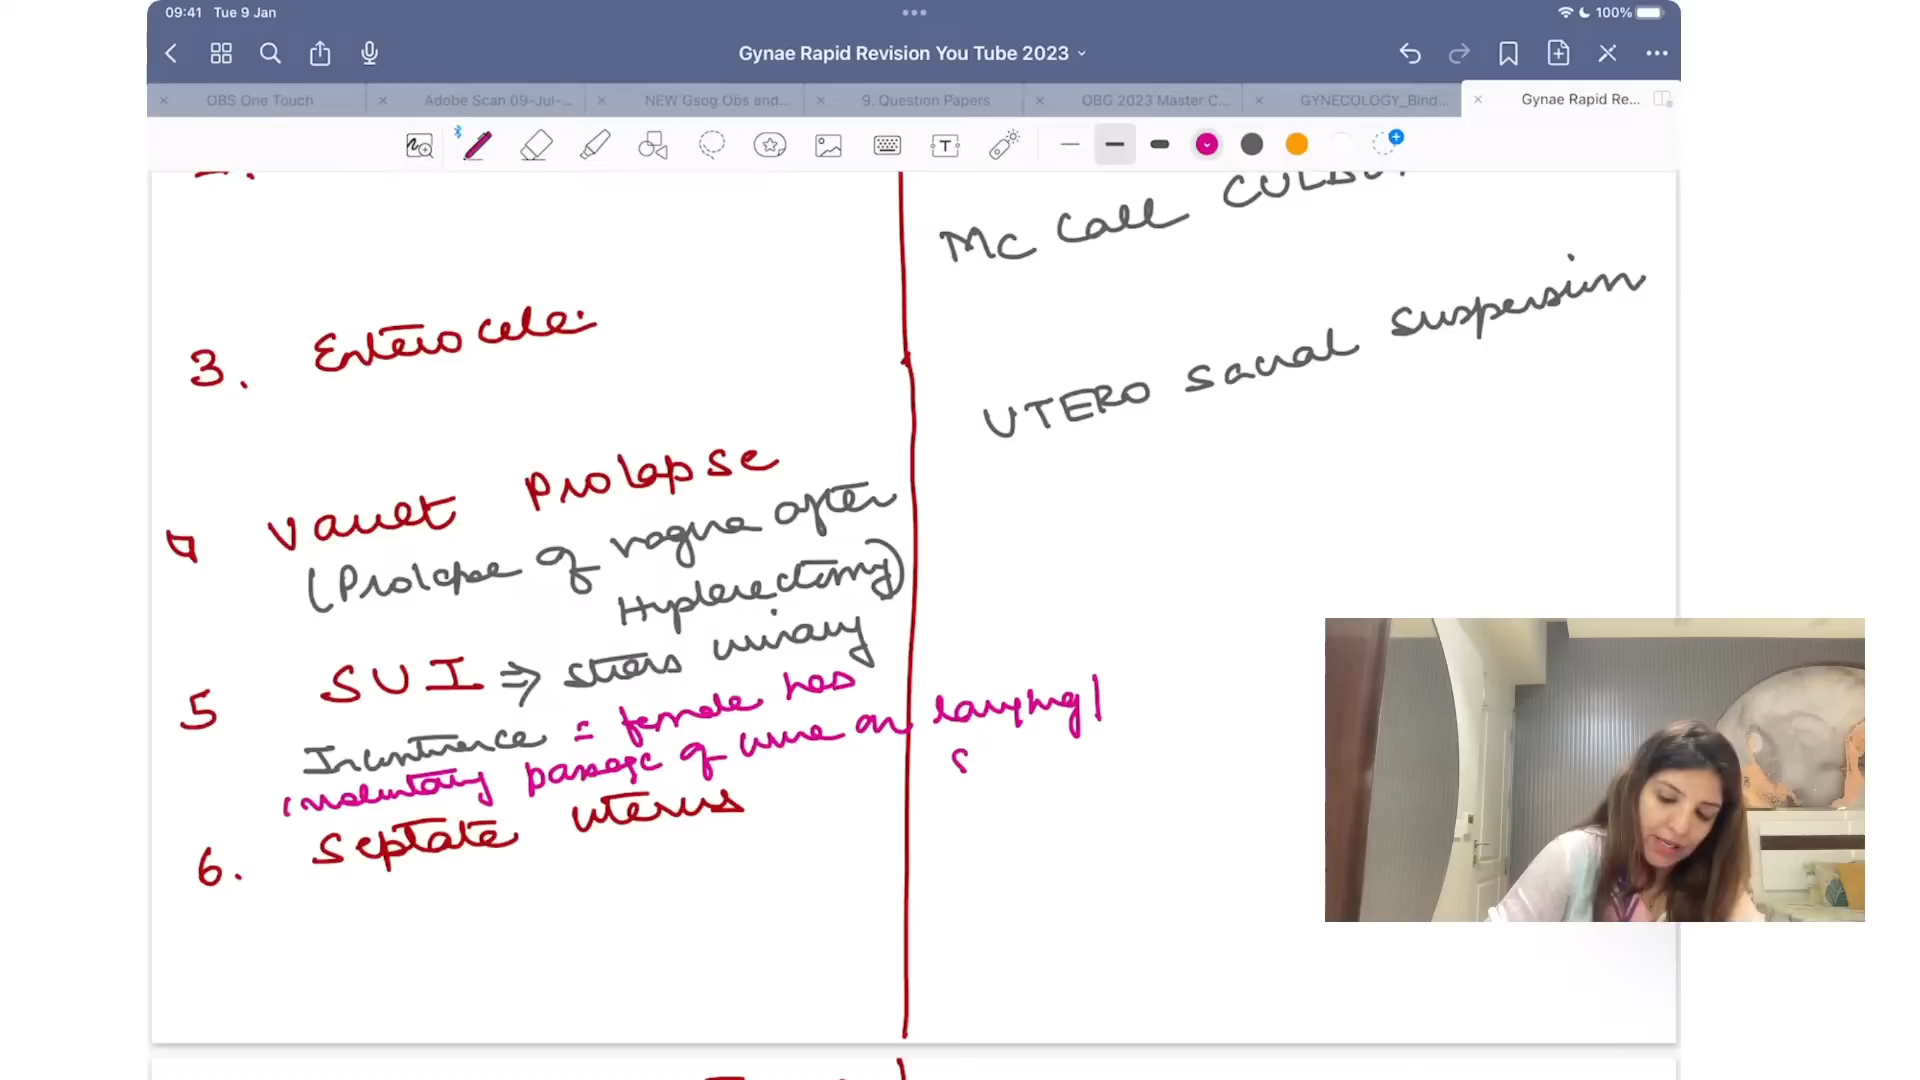 09:41 Tue 9 Jan
100%
Gynae Rapid Revision You Tube 2023
OBS One Touch
Adobe Scan 09-Jul-...
NEW Gsog Obs and...
9. Question Papers
OBG 2023 Master C...
GYNECOLOGY_Bind...
Gynae Rapid Re...
Mc Call
3. Enterocele.
UTERO sacral suspension
4 Vault Prolapse
(Prolapse of vagina after
Hysterectomy)
5 SUI ⇒ stress urinary
Incontinence = female has
involuntary passage of urine on laughing/
S
6. Septate uterus